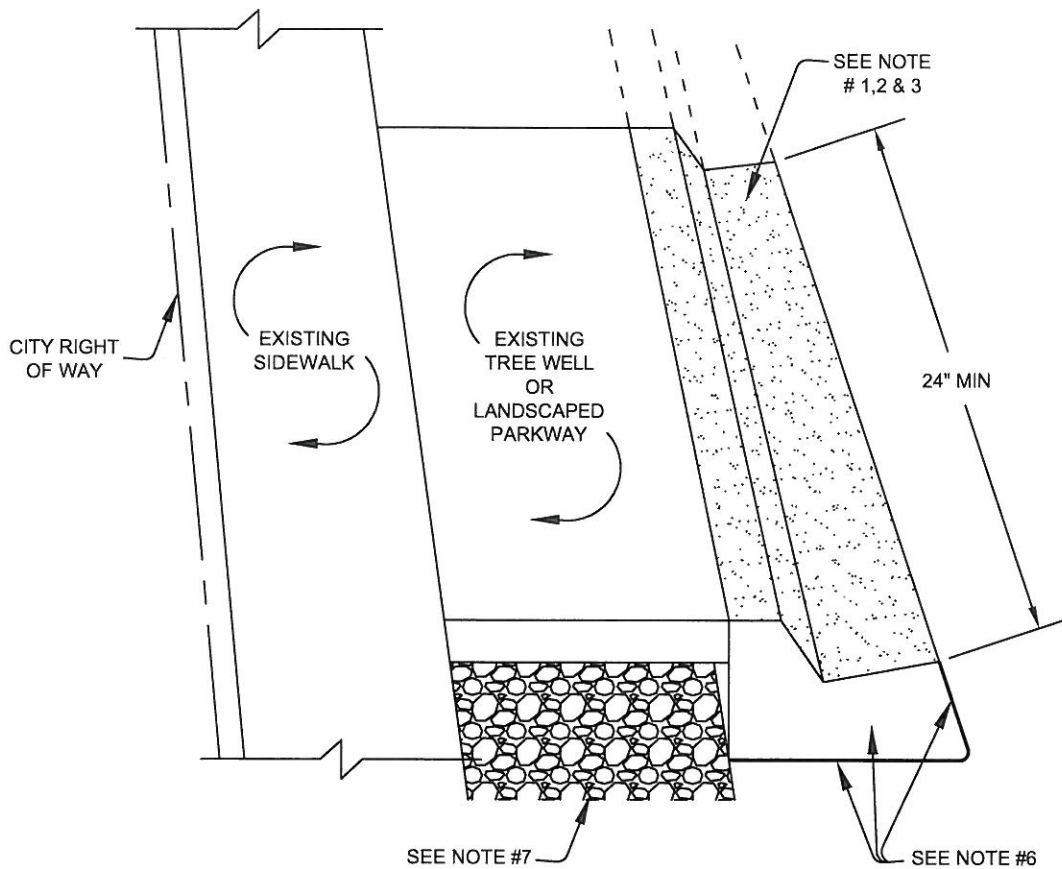 SEE NOTE
# 1,2 & 3
CITY RIGHT
OF WAY
EXISTING
SIDEWALK
EXISTING
TREE WELL
OR
LANDSCAPED
PARKWAY
24" MIN
SEE NOTE #7
SEE NOTE #6